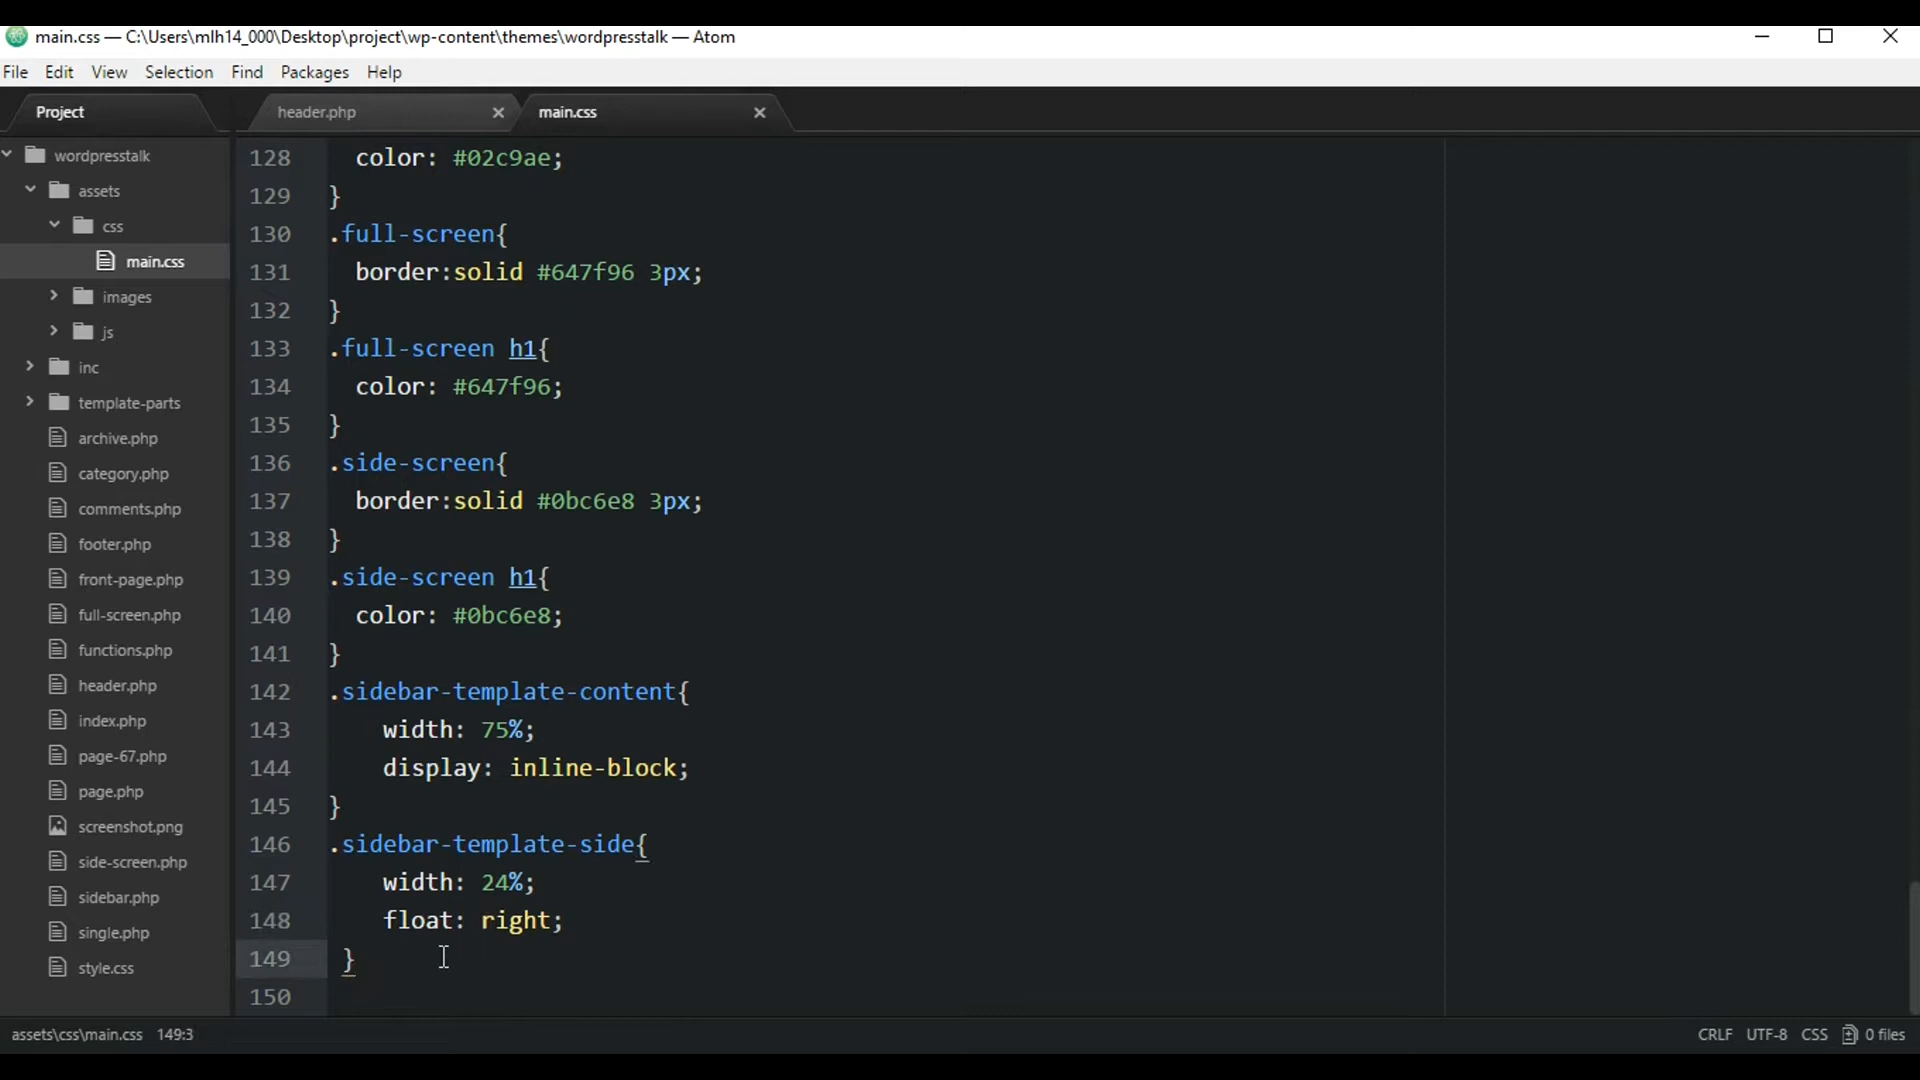 main.css — C:\Users\mlh14_000\Desktop\project\wp-content\themes\wordpresstalk — Atom
File Edit View Selection Find Packages Help
Project
header.php
main.css
wordpresstalk
assets
css
main.css
images
js
inc
template-parts
archive.php
category.php
comments.php
footer.php
front-page.php
full-screen.php
functions.php
header.php
index.php
page-67.php
page.php
screenshot.png
side-screen.php
sidebar.php
single.php
style.css
128   color: #02c9ae;
129 }
130 .full-screen{
131   border:solid #647f96 3px;
132 }
133 .full-screen h1{
134   color: #647f96;
135 }
136 .side-screen{
137   border:solid #0bc6e8 3px;
138 }
139 .side-screen h1{
140   color: #0bc6e8;
141 }
142 .sidebar-template-content{
143     width: 75%;
144     display: inline-block;
145 }
146 .sidebar-template-side{
147     width: 24%;
148     float: right;
149  }
150
assets\css\main.css 149:3
CRLF UTF-8 CSS 0 files